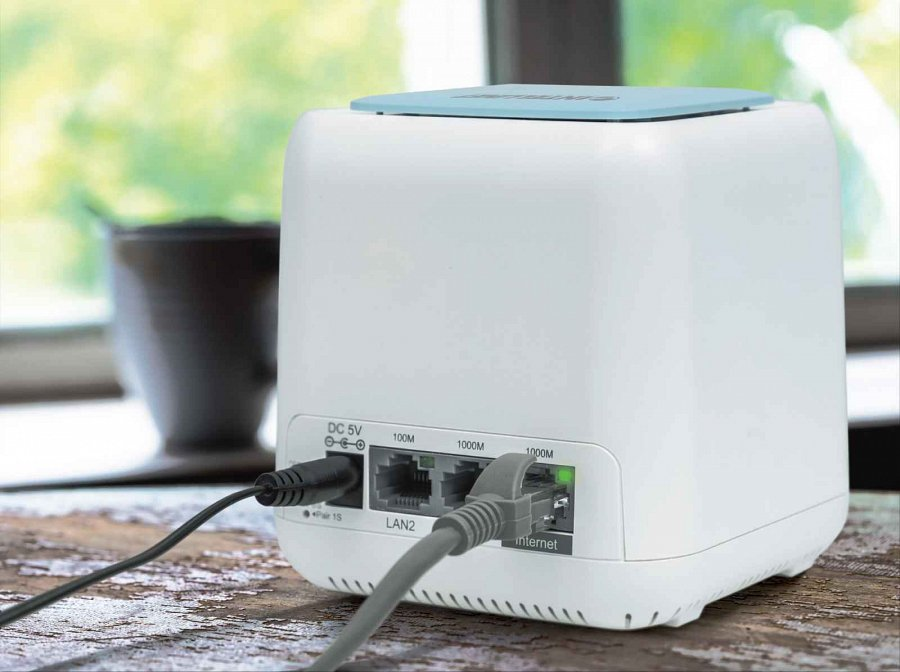 DC 5V
100M
1000M
1000M
Pair 1S
LAN2
Internet